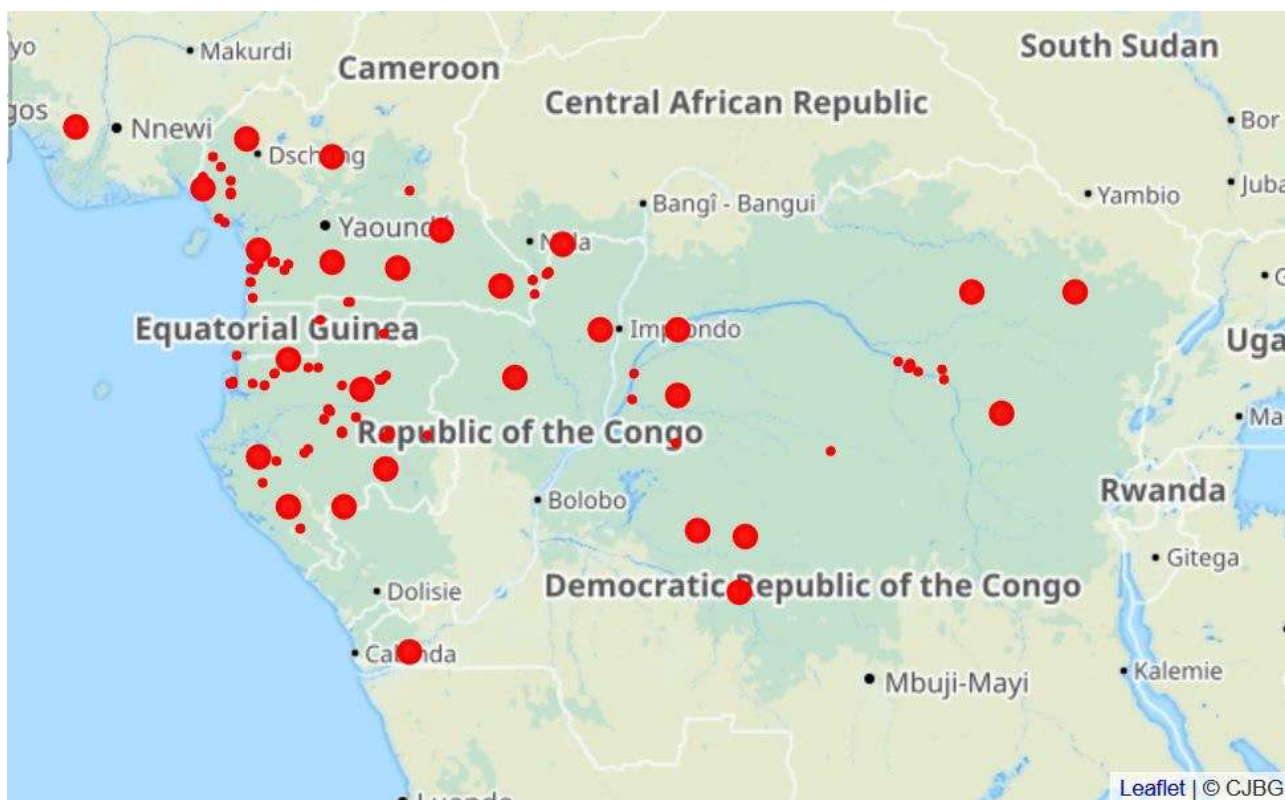 South Sudan
yo
Makurdi
Cameroon
Central African Republic
gos
Nnewi
Bor
Dschang
Juba
Yambio
Bangî - Bangui
Yaoundé
Nola
Equatorial Guinea
Impfondo
Uga
Ma
Republic of the Congo
Rwanda
Bolobo
Gitega
Democratic Republic of the Congo
Dolisie
Cabinda
Kalemie
Mbuji-Mayi
Leaflet | © CJBG